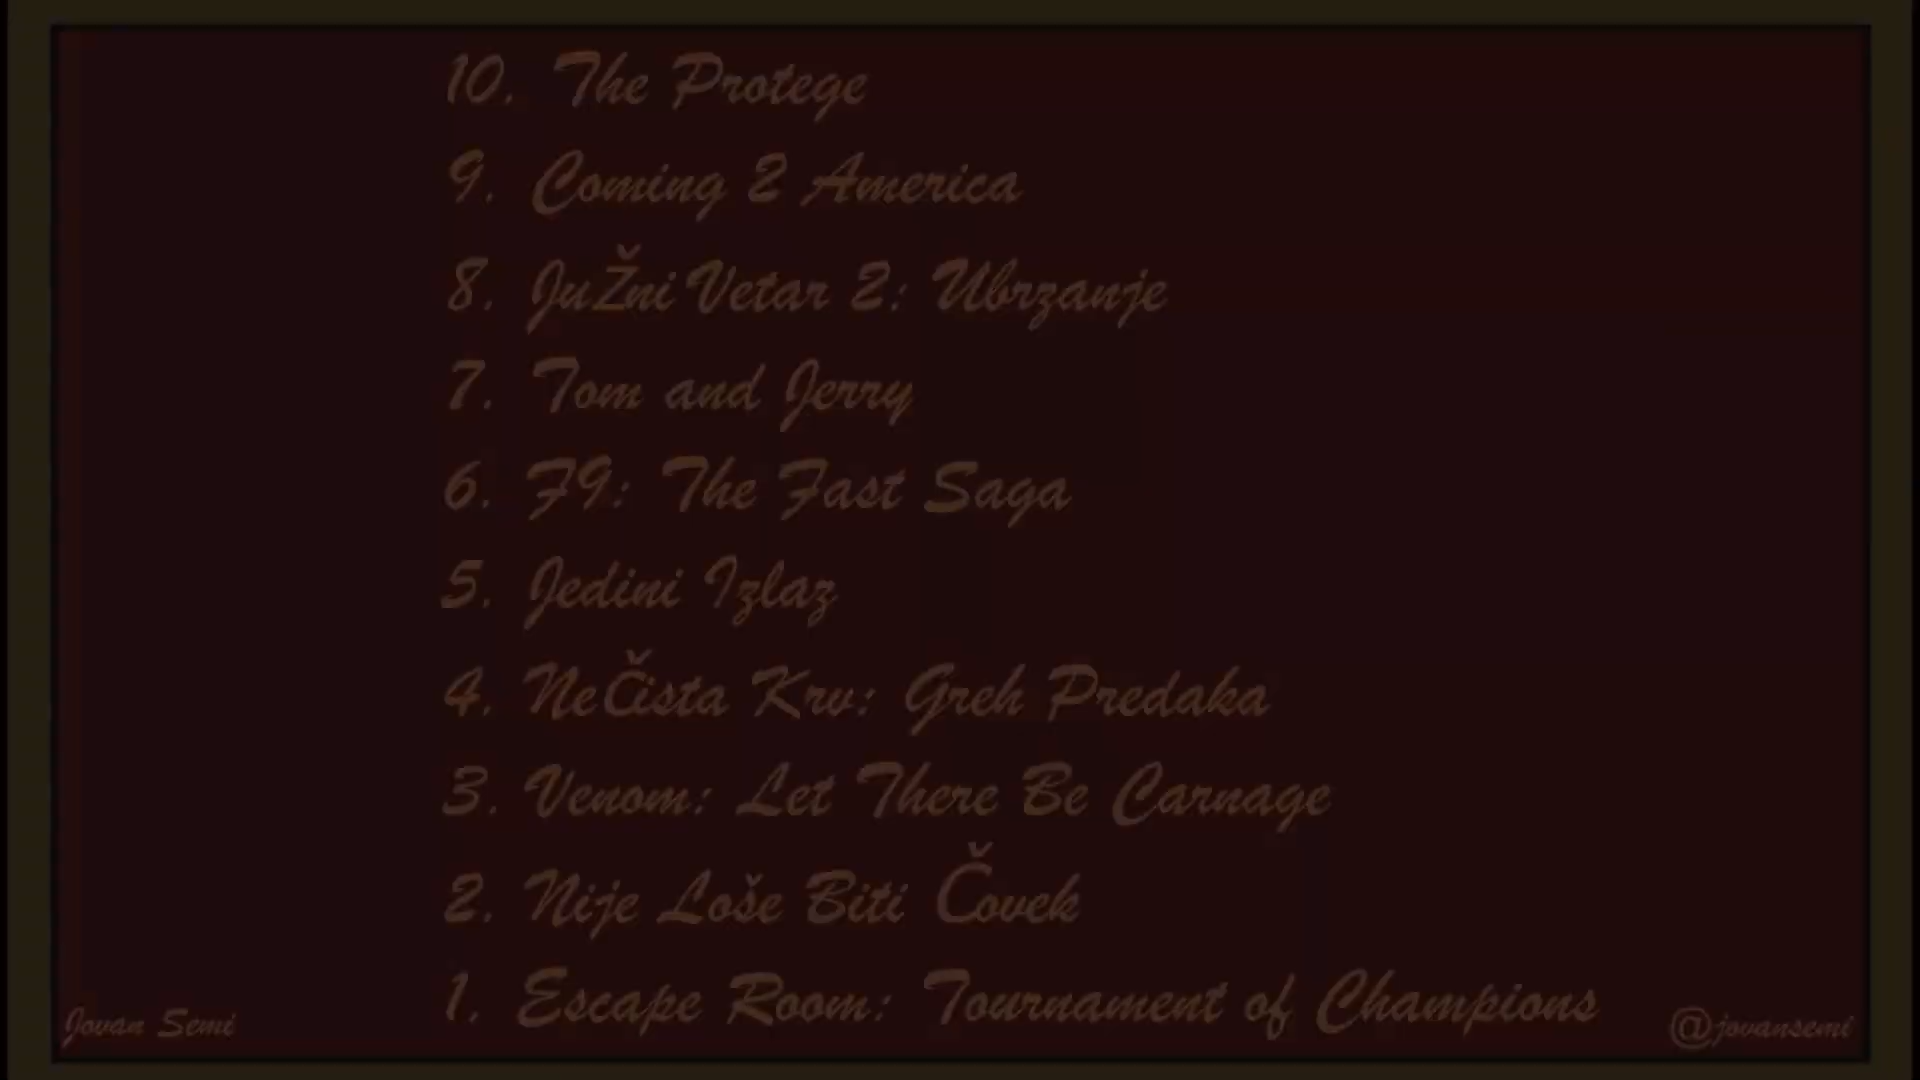 10. The Protege
9. Coming 2 America
8. JuŽni Vetar 2: Ubrzanje
7. Tom and Jerry
6. F9: The Fast Saga
5. Jedini Izlaz
4. NeČista Krv: Greh Predaka
3. Venom: Let There Be Carnage
2. Nije Loše Biti Čovek
1. Escape Room: Tournament of Champions
Jovan Semi
@jovansemi